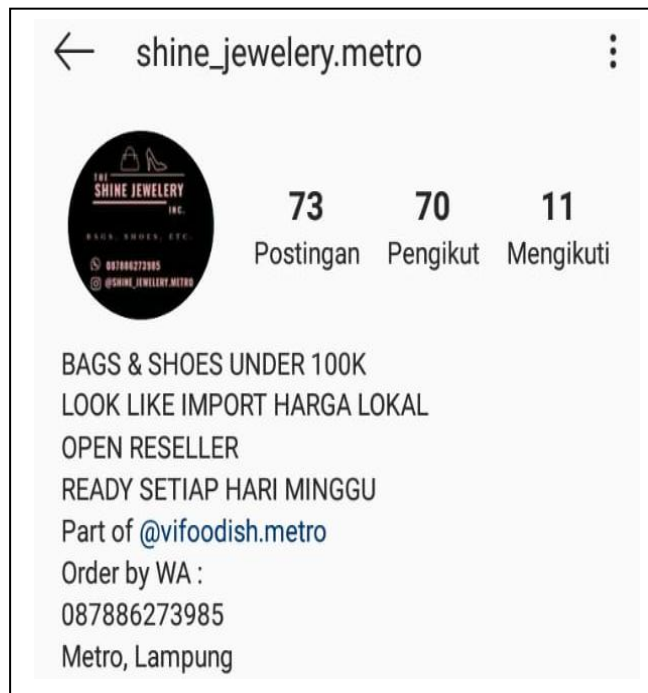 shine_jewelery.metro
THE
SHINE JEWELERY
INC.
BAGS, SHOES, ETC.
087886273985
@SHINE_JEWELERY.METRO
73 70 11
Postingan Pengikut Mengikuti
BAGS & SHOES UNDER 100K
LOOK LIKE IMPORT HARGA LOKAL
OPEN RESELLER
READY SETIAP HARI MINGGU
Part of @vifoodish.metro
Order by WA :
087886273985
Metro, Lampung